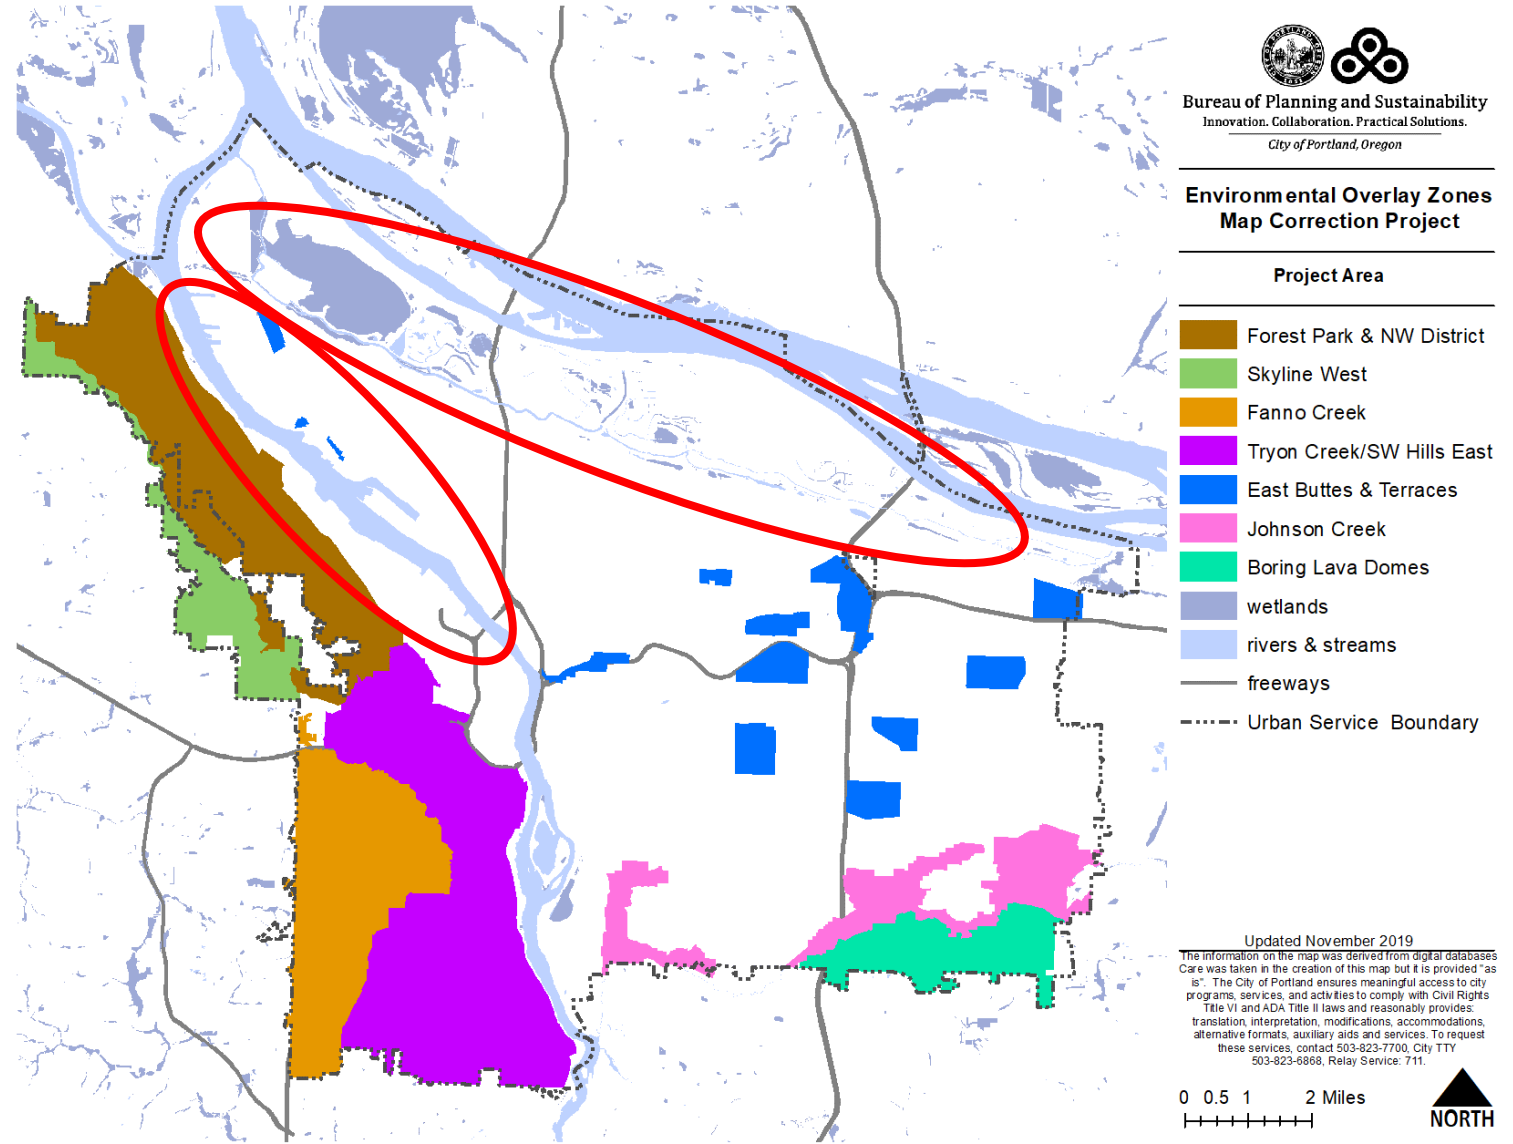 Bureau of Planning and Sustainability
Innovation. Collaboration. Practical Solutions.
City of Portland, Oregon
Environmental Overlay Zones
Map Correction Project
Project Area
Forest Park & NW District
Skyline West
Fanno Creek
Tryon Creek/SW Hills East
East Buttes & Terraces
Johnson Creek
Boring Lava Domes
wetlands
rivers & streams
freeways
Urban Service Boundary
Updated November 2019
The information on the map was derived from digital databases
Care was taken in the creation of this map but it is provided "as
is". The City of Portland ensures meaningful access to city
programs, services, and activities to comply with Civil Rights
Title VI and ADA Title II laws and reasonably provides:
translation, interpretation, modifications, accommodations,
alternative formats, auxiliary aids and services. To request
these services, contact 503-823-7700, City TTY
503-823-6868, Relay Service: 711.
0 0.5 1 2 Miles
NORTH